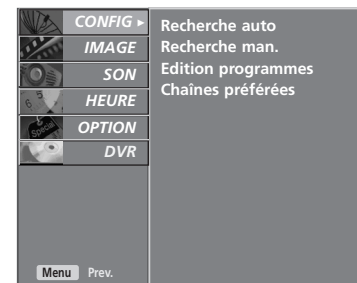 CONFIG ▸
IMAGE
SON
HEURE
OPTION
DVR
Menu Prev.
Recherche auto
Recherche man.
Edition programmes
Chaînes préférées